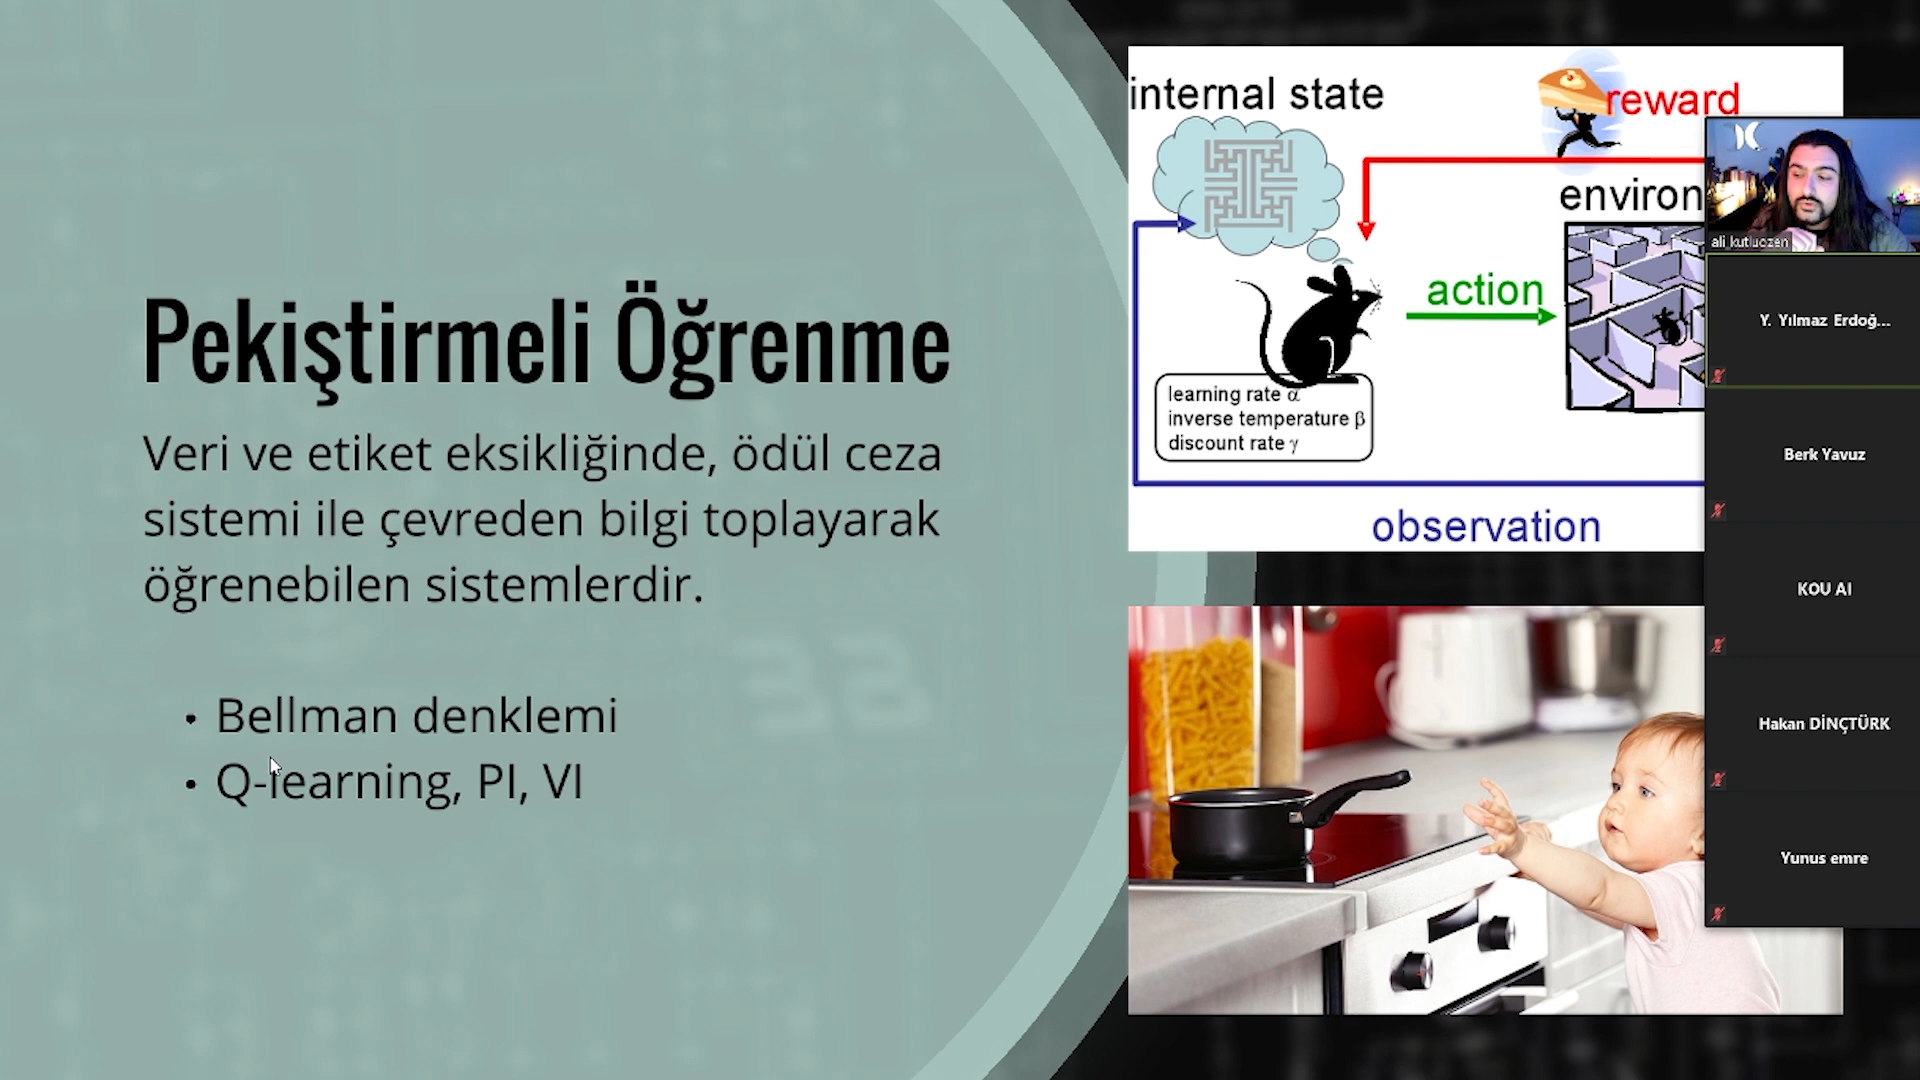 Pekiştirmeli Öğrenme
Veri ve etiket eksikliğinde, ödül ceza
sistemi ile çevreden bilgi toplayarak
öğrenebilen sistemlerdir.
• Bellman denklemi
• Q-learning, PI, VI
internal state
reward
environ
action
learning rate α
inverse temperature β
discount rate γ
observation
ali kutluozen
Y. Yılmaz Erdoğ...
Berk Yavuz
KOU AI
Hakan DİNÇTÜRK
Yunus emre